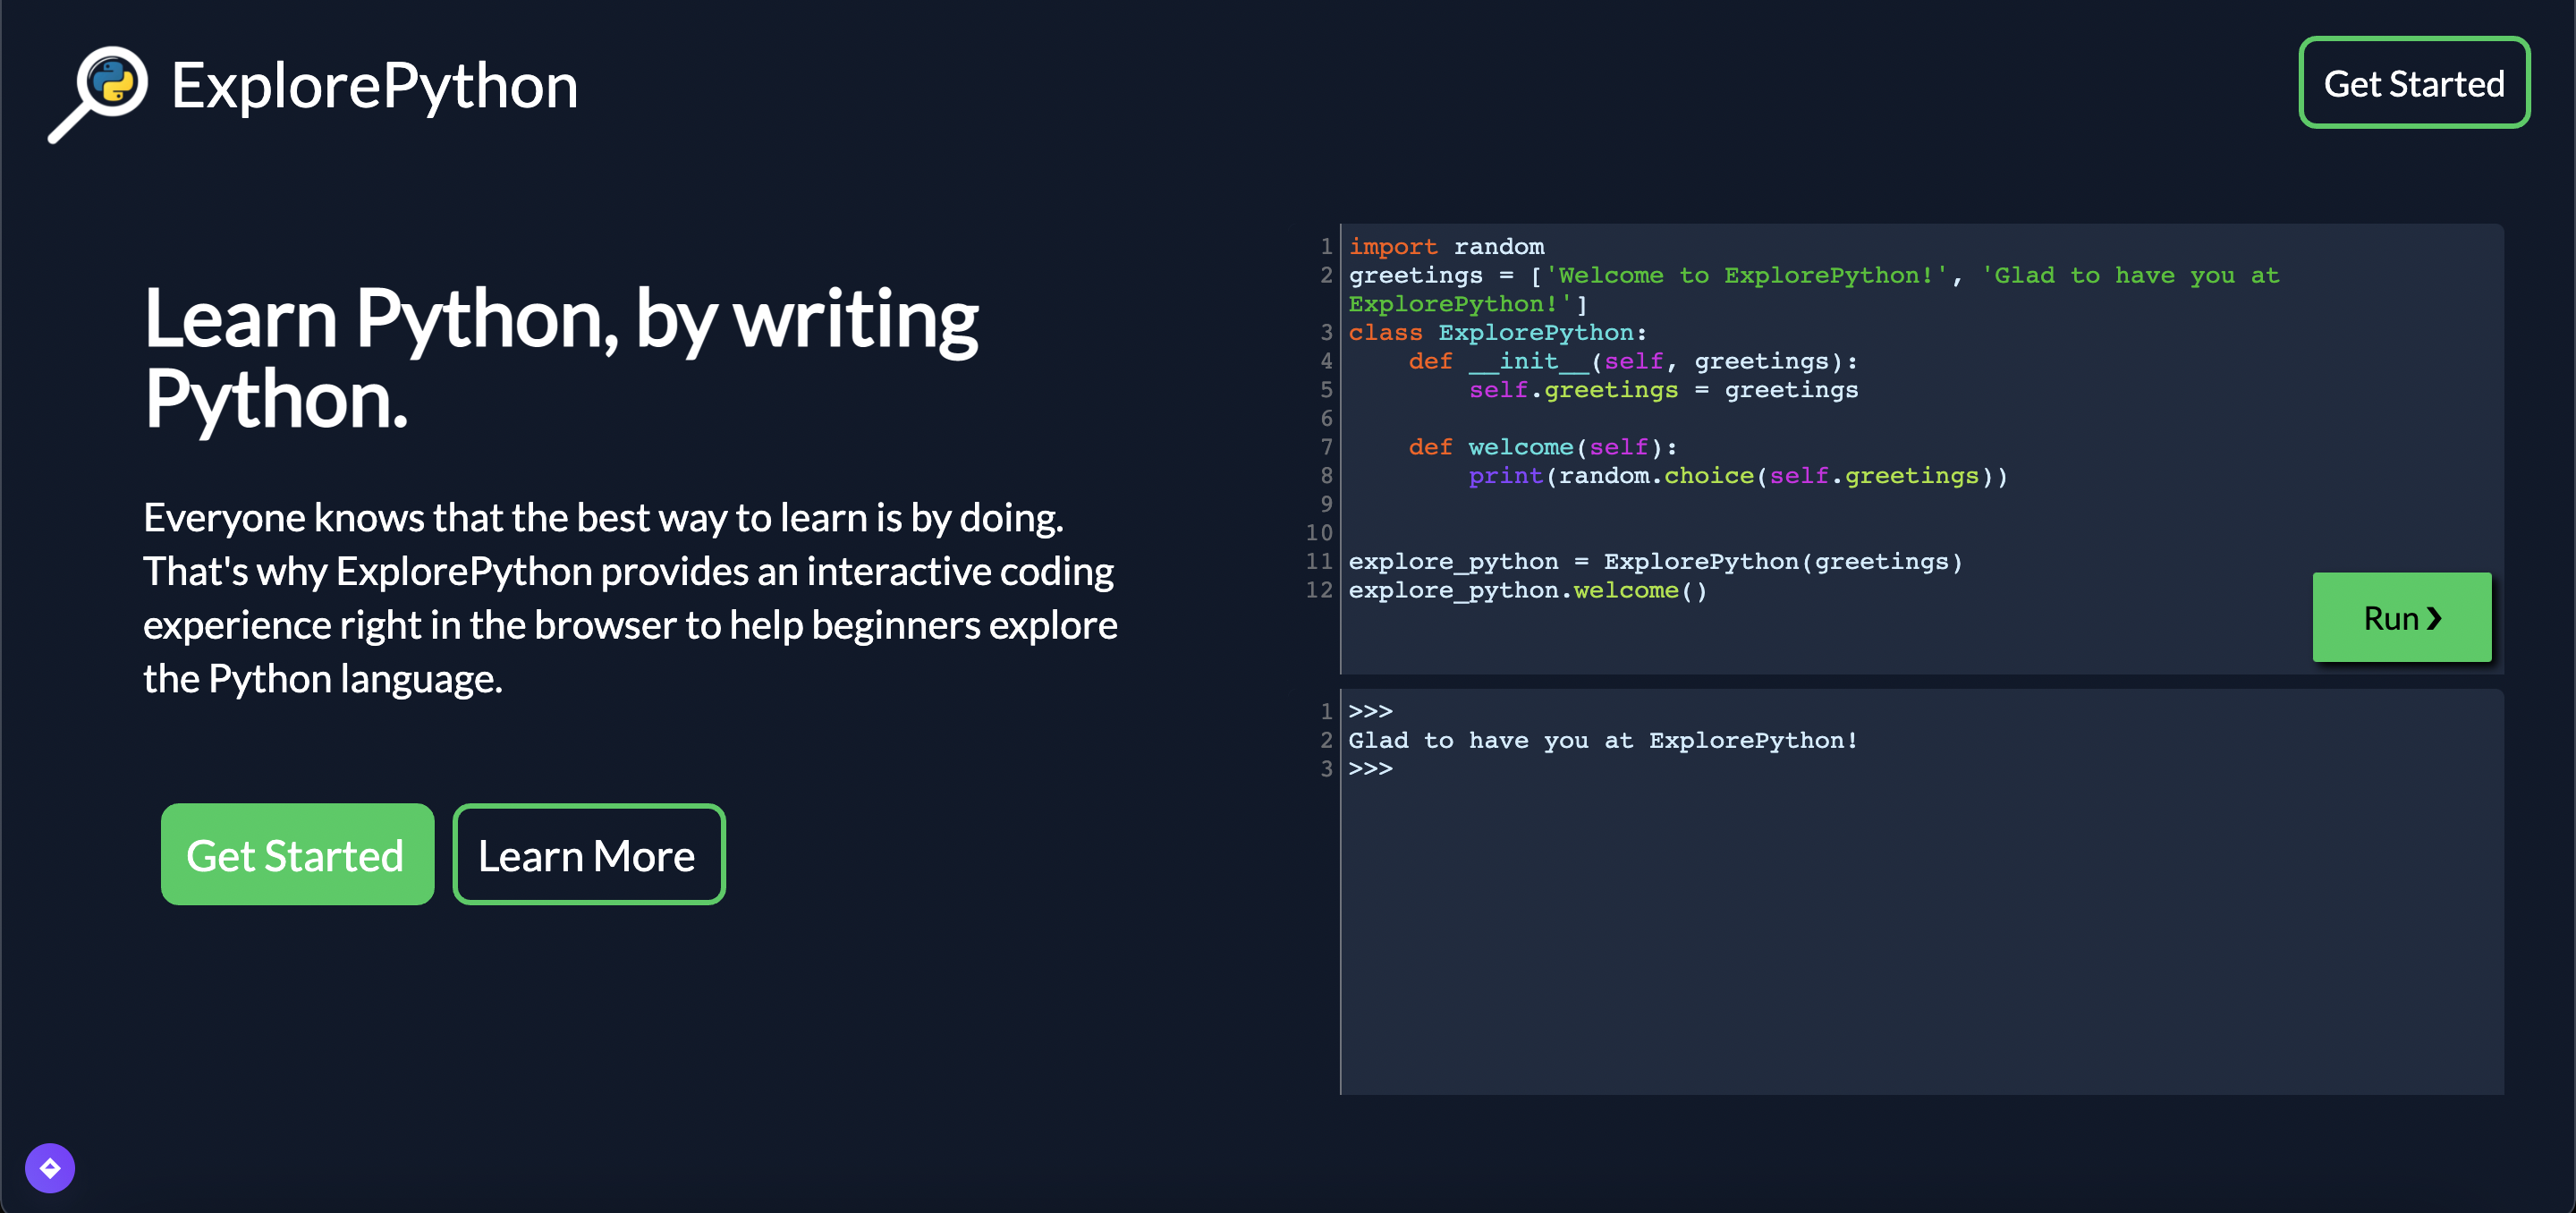 ExplorePython
Get Started
Learn Python, by writing
Python.
Everyone knows that the best way to learn is by doing.
That's why ExplorePython provides an interactive coding
experience right in the browser to help beginners explore
the Python language.
Get Started
Learn More
1 import random
2 greetings = ['Welcome to ExplorePython!', 'Glad to have you at
ExplorePython!']
3 class ExplorePython:
4     def __init__(self, greetings):
5         self.greetings = greetings
6
7     def welcome(self):
8         print(random.choice(self.greetings))
9
10
11 explore_python = ExplorePython(greetings)
12 explore_python.welcome()
Run ❯
1 >>>
2 Glad to have you at ExplorePython!
3 >>>